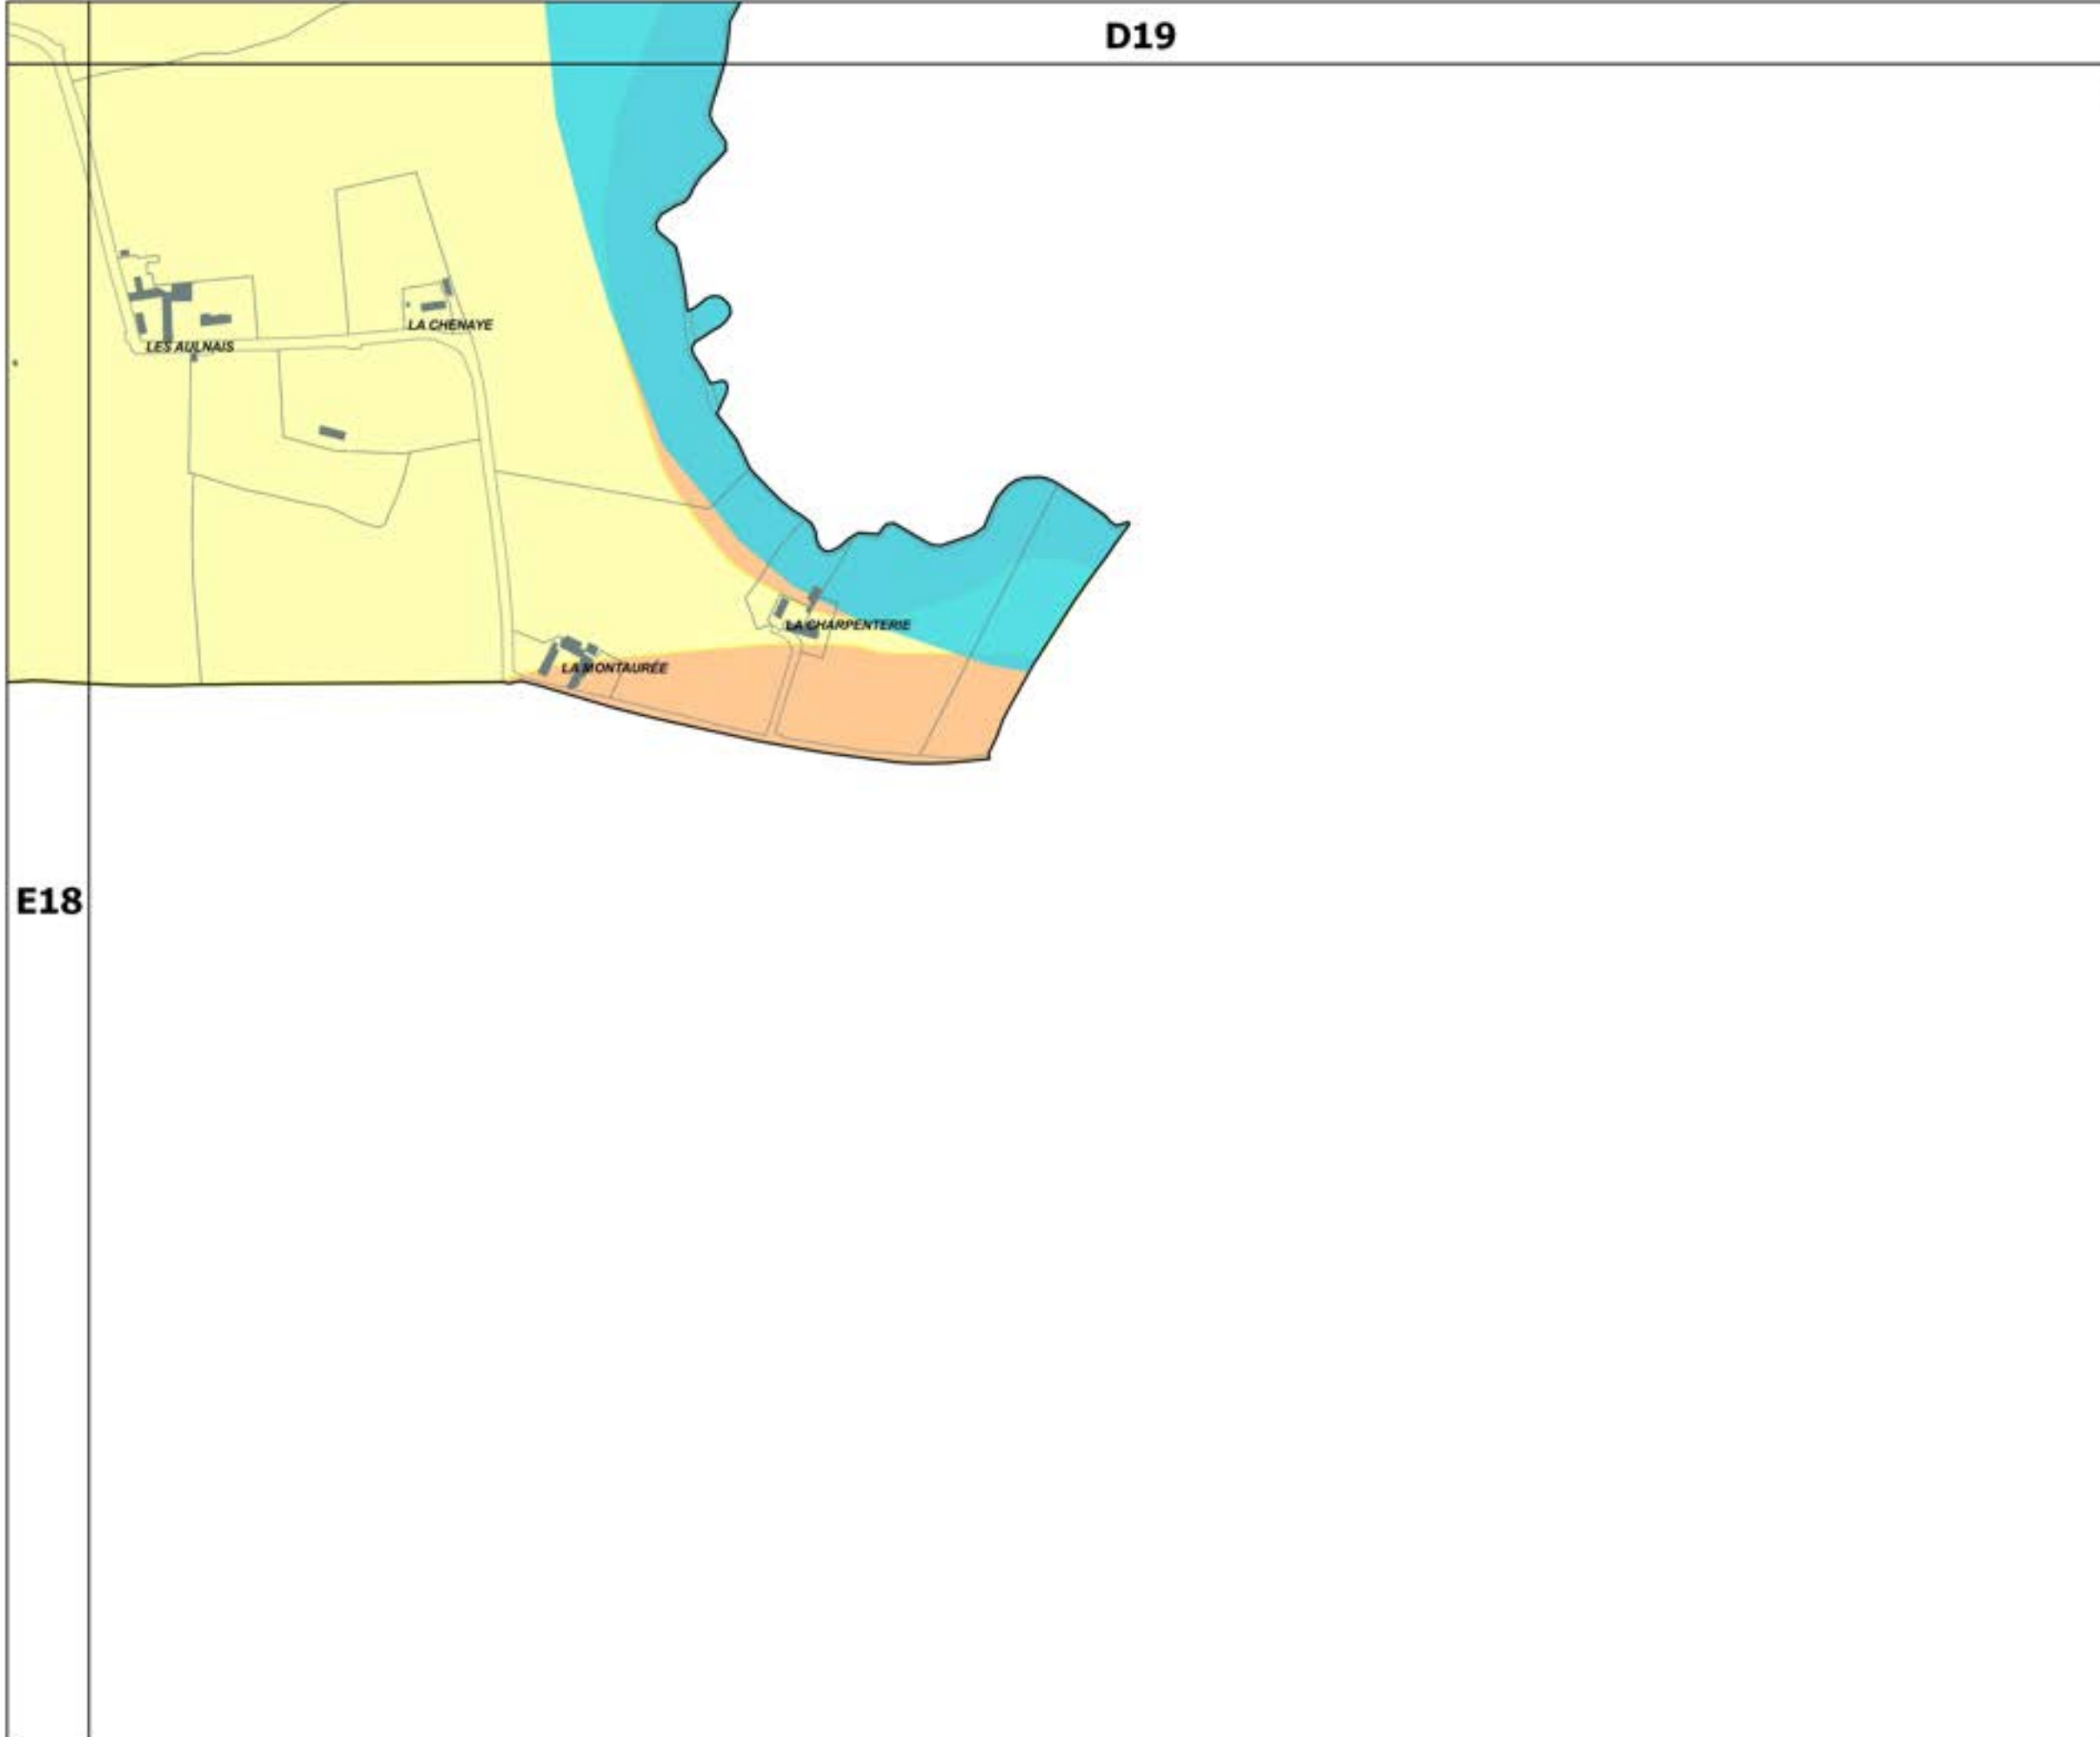 D19
LA CHENAYE
LES AULNAIS
LA CHARPENTERIE
LA MONTAURÉE
E18